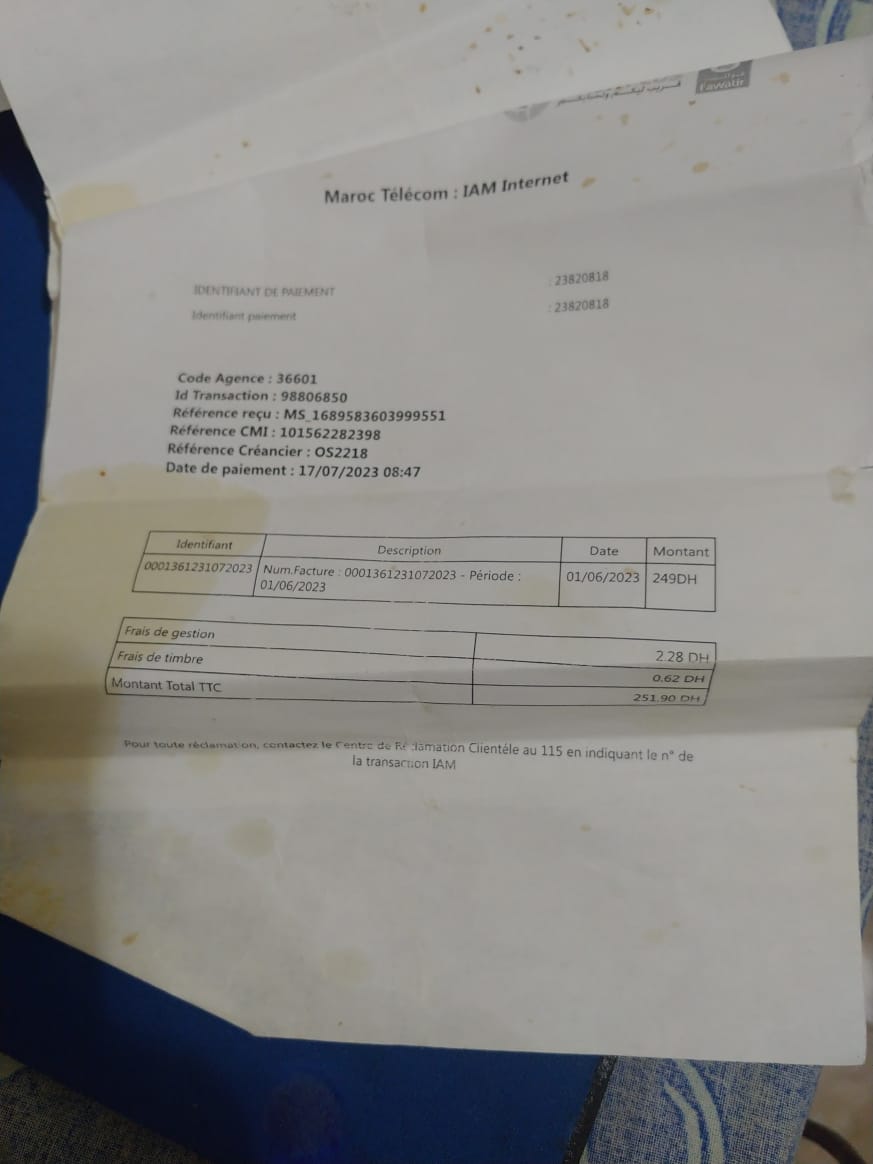 Fawatir
Maroc Télécom : IAM Internet
IDENTIFIANT DE PAIEMENT : 23820818
Identifiant paiement : 23820818
Code Agence : 36601
Id Transaction : 98806850
Référence reçu : MS_1689583603999551
Référence CMI : 101562282398
Référence Créancier : OS2218
Date de paiement : 17/07/2023 08:47
Identifiant Description Date Montant
0001361231072023 Num.Facture : 0001361231072023 - Période : 01/06/2023 249DH
01/06/2023
Frais de gestion 2.28 DH
Frais de timbre 0.62 DH
Montant Total TTC 251.90 DH
Pour toute réclamation, contactez le Centre de Réclamation Clientéle au 115 en indiquant le n° de
la transaction IAM